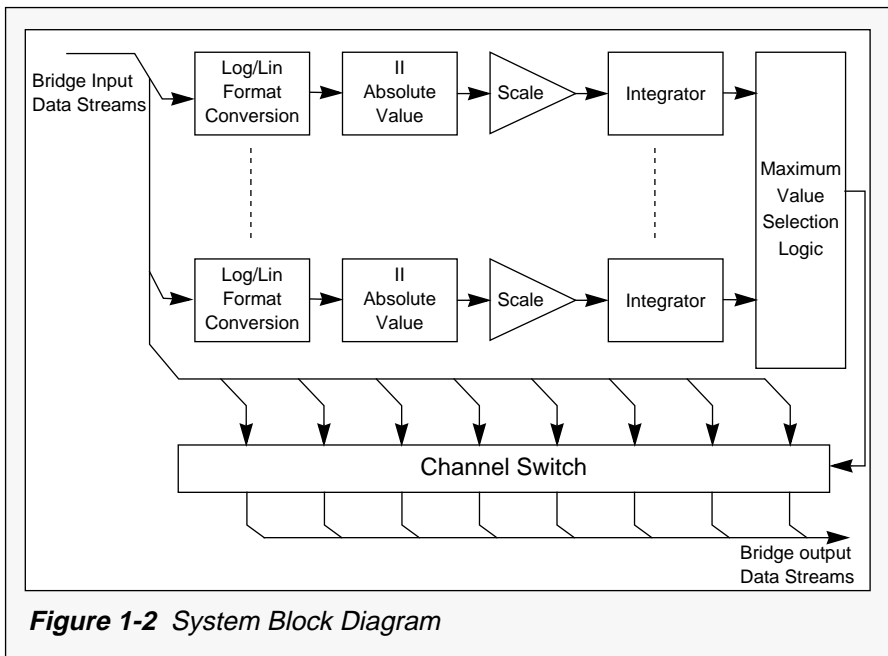 Bridge Input
Data Streams
Log/Lin
Format
Conversion
II
Absolute
Value
Scale
Integrator
Maximum
Value
Selection
Logic
Log/Lin
Format
Conversion
II
Absolute
Value
Scale
Integrator
Channel Switch
Bridge output
Data Streams
Figure 1-2 System Block Diagram